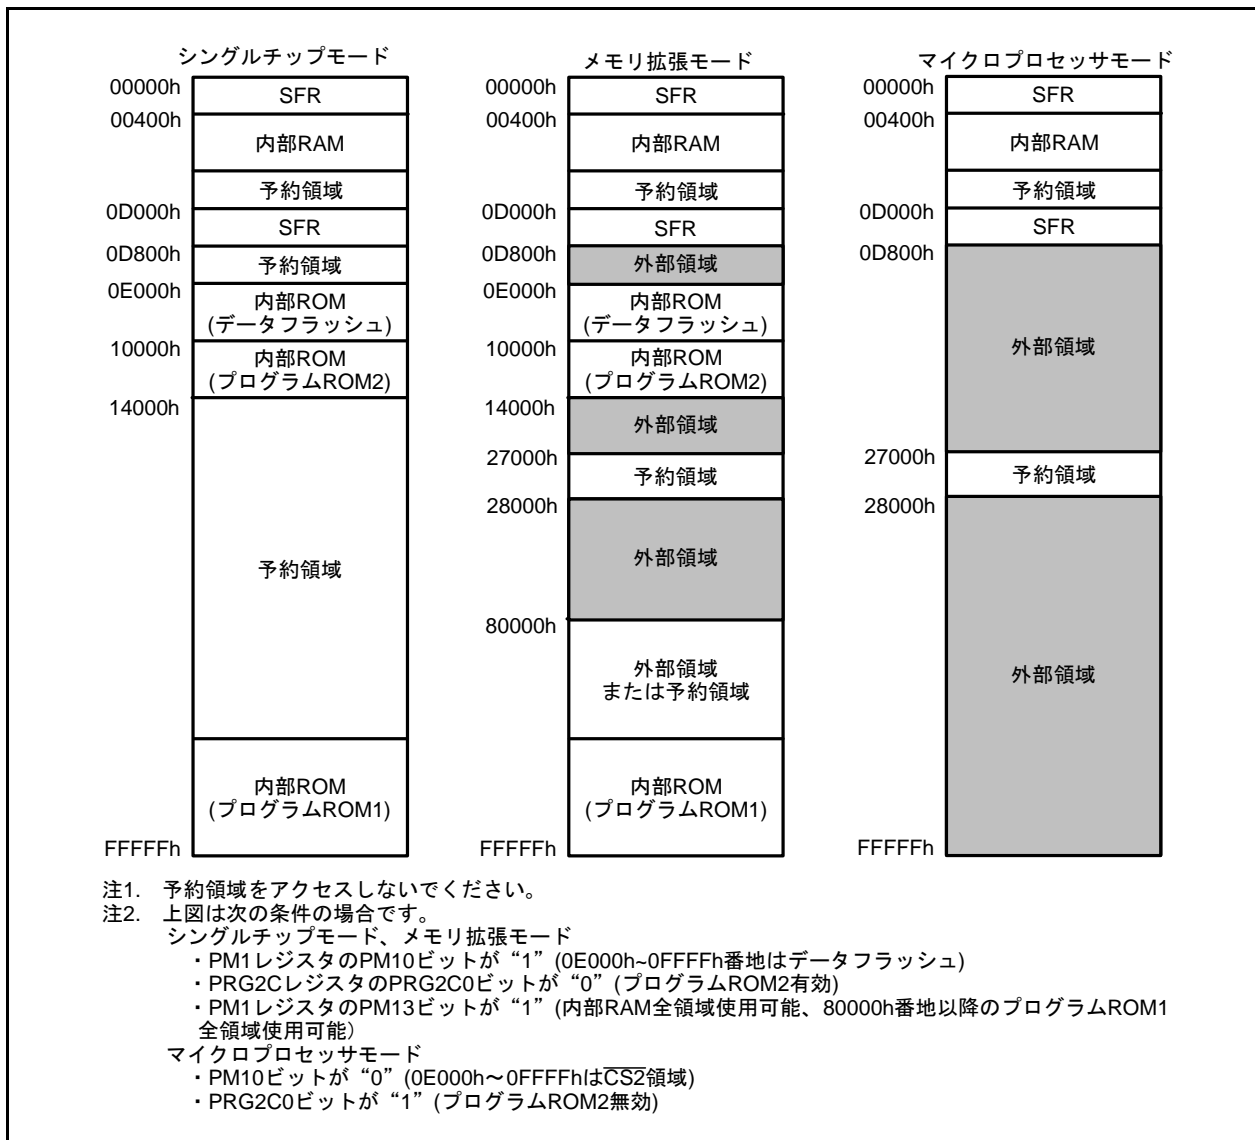 シングルチップモード
00000h
SFR
00400h
内部RAM
予約領域
0D000h
SFR
0D800h
予約領域
0E000h
内部ROM
(データフラッシュ)
10000h
内部ROM
(プログラムROM2)
14000h
予約領域
内部ROM
(プログラムROM1)
FFFFFh
メモリ拡張モード
00000h
SFR
00400h
内部RAM
予約領域
0D000h
SFR
0D800h
外部領域
0E000h
内部ROM
(データフラッシュ)
10000h
内部ROM
(プログラムROM2)
14000h
外部領域
27000h
予約領域
28000h
外部領域
80000h
外部領域
または予約領域
内部ROM
(プログラムROM1)
FFFFFh
マイクロプロセッサモード
00000h
SFR
00400h
内部RAM
予約領域
0D000h
SFR
0D800h
外部領域
27000h
予約領域
28000h
外部領域
FFFFFh
注1. 予約領域をアクセスしないでください。
注2. 上図は次の条件の場合です。
シングルチップモード、メモリ拡張モード
・PM1レジスタのPM10ビットが“1” (0E000h~0FFFFh番地はデータフラッシュ)
・PRG2CレジスタのPRG2C0ビットが“0” (プログラムROM2有効)
・PM1レジスタのPM13ビットが“1” (内部RAM全領域使用可能、80000h番地以降のプログラムROM1
全領域使用可能）
マイクロプロセッサモード
・PM10ビットが“0” (0E000h～0FFFFhはCS2領域)
・PRG2C0ビットが“1” (プログラムROM2無効)